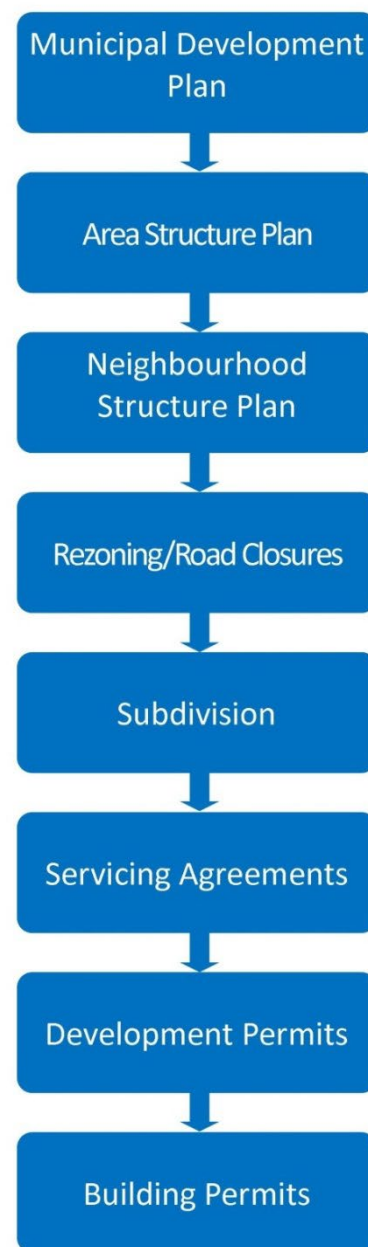 Municipal Development
Plan
Area Structure Plan
Neighbourhood
Structure Plan
Rezoning/Road Closures
Subdivision
Servicing Agreements
Development Permits
Building Permits